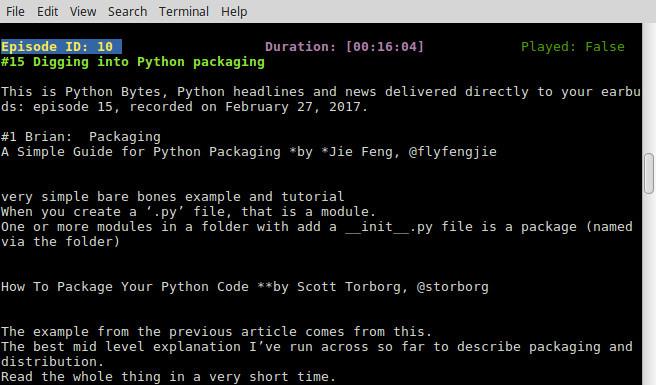 File Edit View Search Terminal Help
Episode ID: 10 Duration: [00:16:04] Played: False
#15 Digging into Python packaging
This is Python Bytes, Python headlines and news delivered directly to your earbu
ds: episode 15, recorded on February 27, 2017.
#1 Brian:  Packaging
A Simple Guide for Python Packaging *by *Jie Feng, @flyfengjie
very simple bare bones example and tutorial
When you create a ‘.py’ file, that is a module.
One or more modules in a folder with add a __init__.py file is a package (named
via the folder)
How To Package Your Python Code **by Scott Torborg, @storborg
The example from the previous article comes from this.
The best mid level explanation I’ve run across so far to describe packaging and
distribution.
Read the whole thing in a very short time.